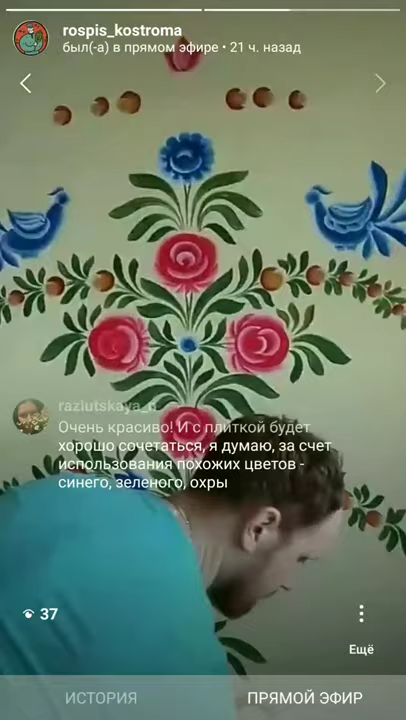 rospis_kostroma
был(-а) в прямом эфире • 21 ч. назад
raziutskaya_n
Очень красиво! И с плиткой будет
хорошо сочетаться, я думаю, за счет
использования похожих цветов -
синего, зеленого, охры
37
Ещё
ИСТОРИЯ ПРЯМОЙ ЭФИР